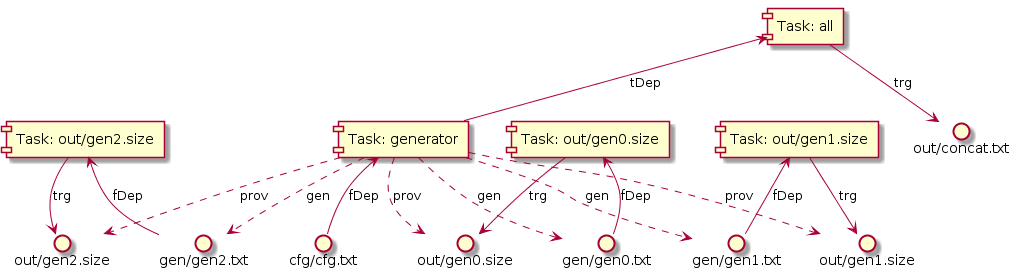 Task: all
tDep
trg
Task: out/gen2.size
Task: generator
Task: out/gen0.size
Task: out/gen1.size
out/concat.txt
trg
fDep
prov
gen
fDep
prov
gen
trg
fDep
gen
fDep
prov
trg
out/gen2.size
gen/gen2.txt
cfg/cfg.txt
out/gen0.size
gen/gen0.txt
gen/gen1.txt
out/gen1.size